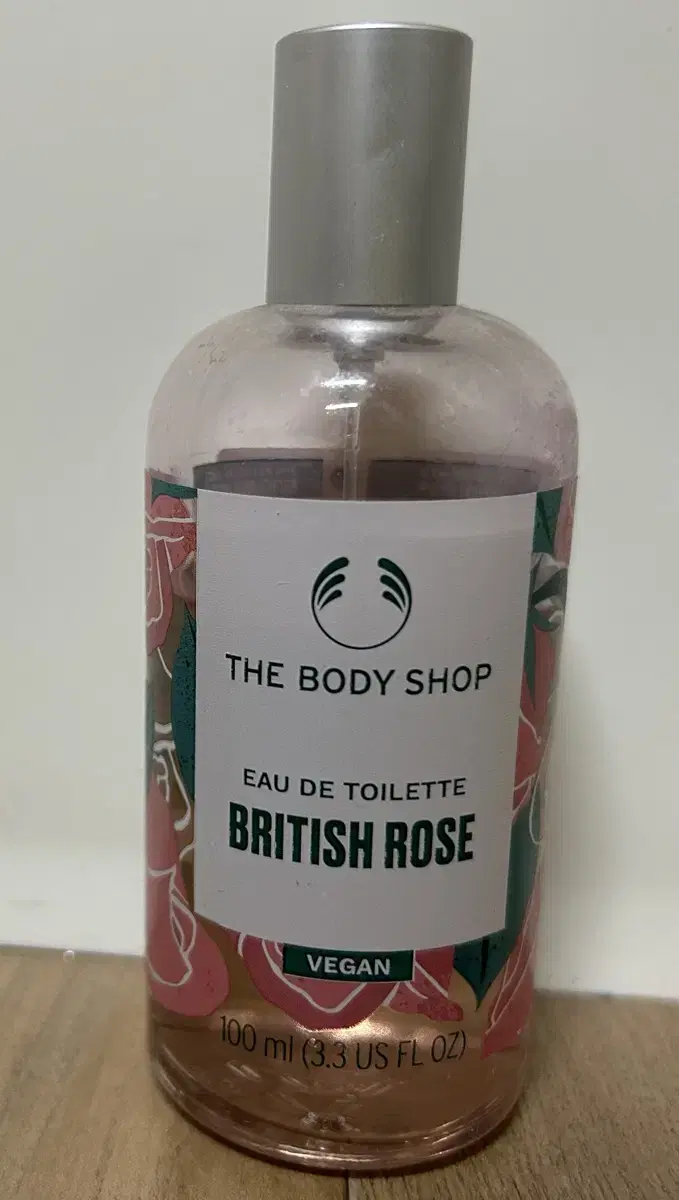 THE BODY SHOP
EAU DE TOILETTE
BRITISH ROSE
VEGAN
100 ml (3.3 US FL OZ)